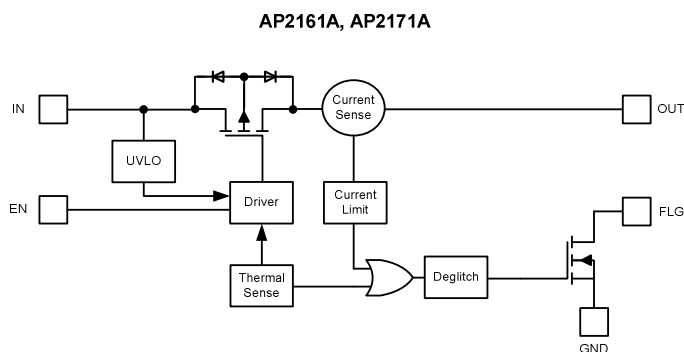 AP2161A, AP2171A
IN
Current
Sense
OUT
UVLO
EN
Driver
Current
Limit
FLG
Thermal
Sense
Deglitch
GND